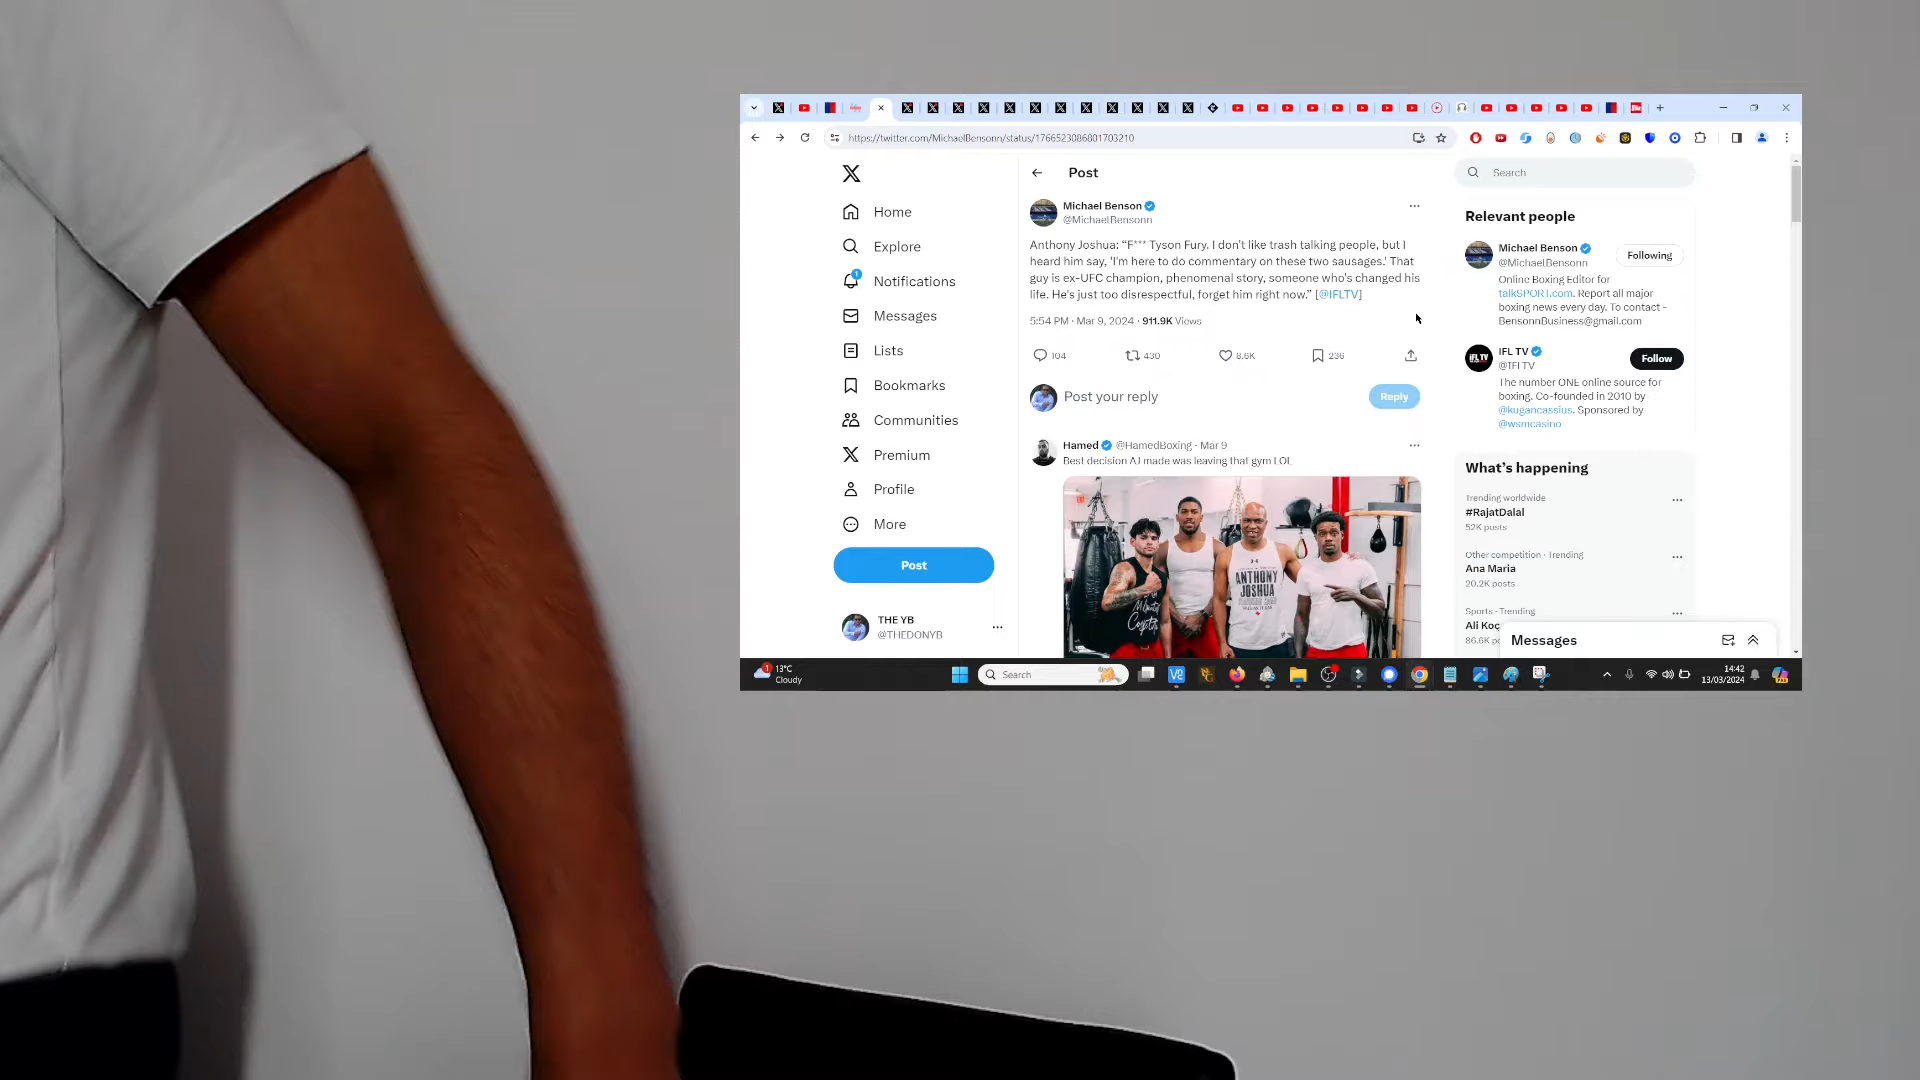 https://twitter.com/MichaelBensonn/status/1766523086801703210
Home
Explore
1
Notifications
Messages
Lists
Bookmarks
Communities
Premium
Profile
More
Post
THE YB
@THEDONYB
Post
Michael Benson
@MichaelBensonn
Anthony Joshua: “F*** Tyson Fury. I don't like trash talking people, but I
heard him say, 'I'm here to do commentary on these two sausages.' That
guy is ex-UFC champion, phenomenal story, someone who's changed his
life. He's just too disrespectful, forget him right now.” [@IFLTV]
5:54 PM · Mar 9, 2024 · 911.9K Views
104 430 8.6K 236
Post your reply
Reply
Hamed @HamedBoxing · Mar 9
Best decision AJ made was leaving that gym LOL
ANTHONY
JOSHUA
Search
Relevant people
Michael Benson
@MichaelBensonn
Following
Online Boxing Editor for
talkSPORT.com. Report all major
boxing news every day. To contact -
BensonnBusiness@gmail.com
IFL TV
@IFLTV
Follow
The number ONE online source for
boxing. Co-founded in 2010 by
@kugancassius. Sponsored by
@wsmcasino
What's happening
Trending worldwide
#RajatDalal
52K posts
Other competition · Trending
Ana Maria
20.2K posts
Sports · Trending
Ali Koç
86.6K
Messages
1
13°C
Cloudy
Search
14:42
13/03/2024